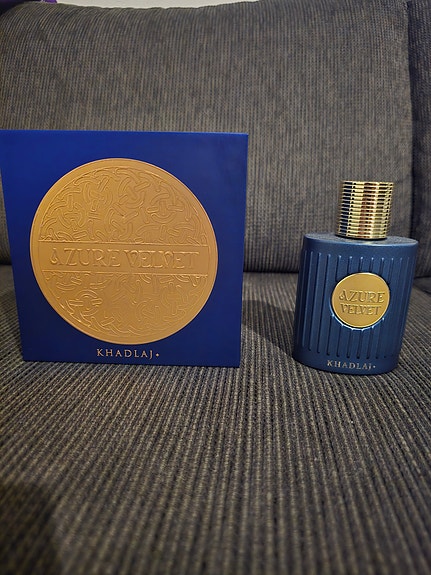 AZURE VELVET
KHADLAJ+
AZURE
VELVET
KHADLAJ+